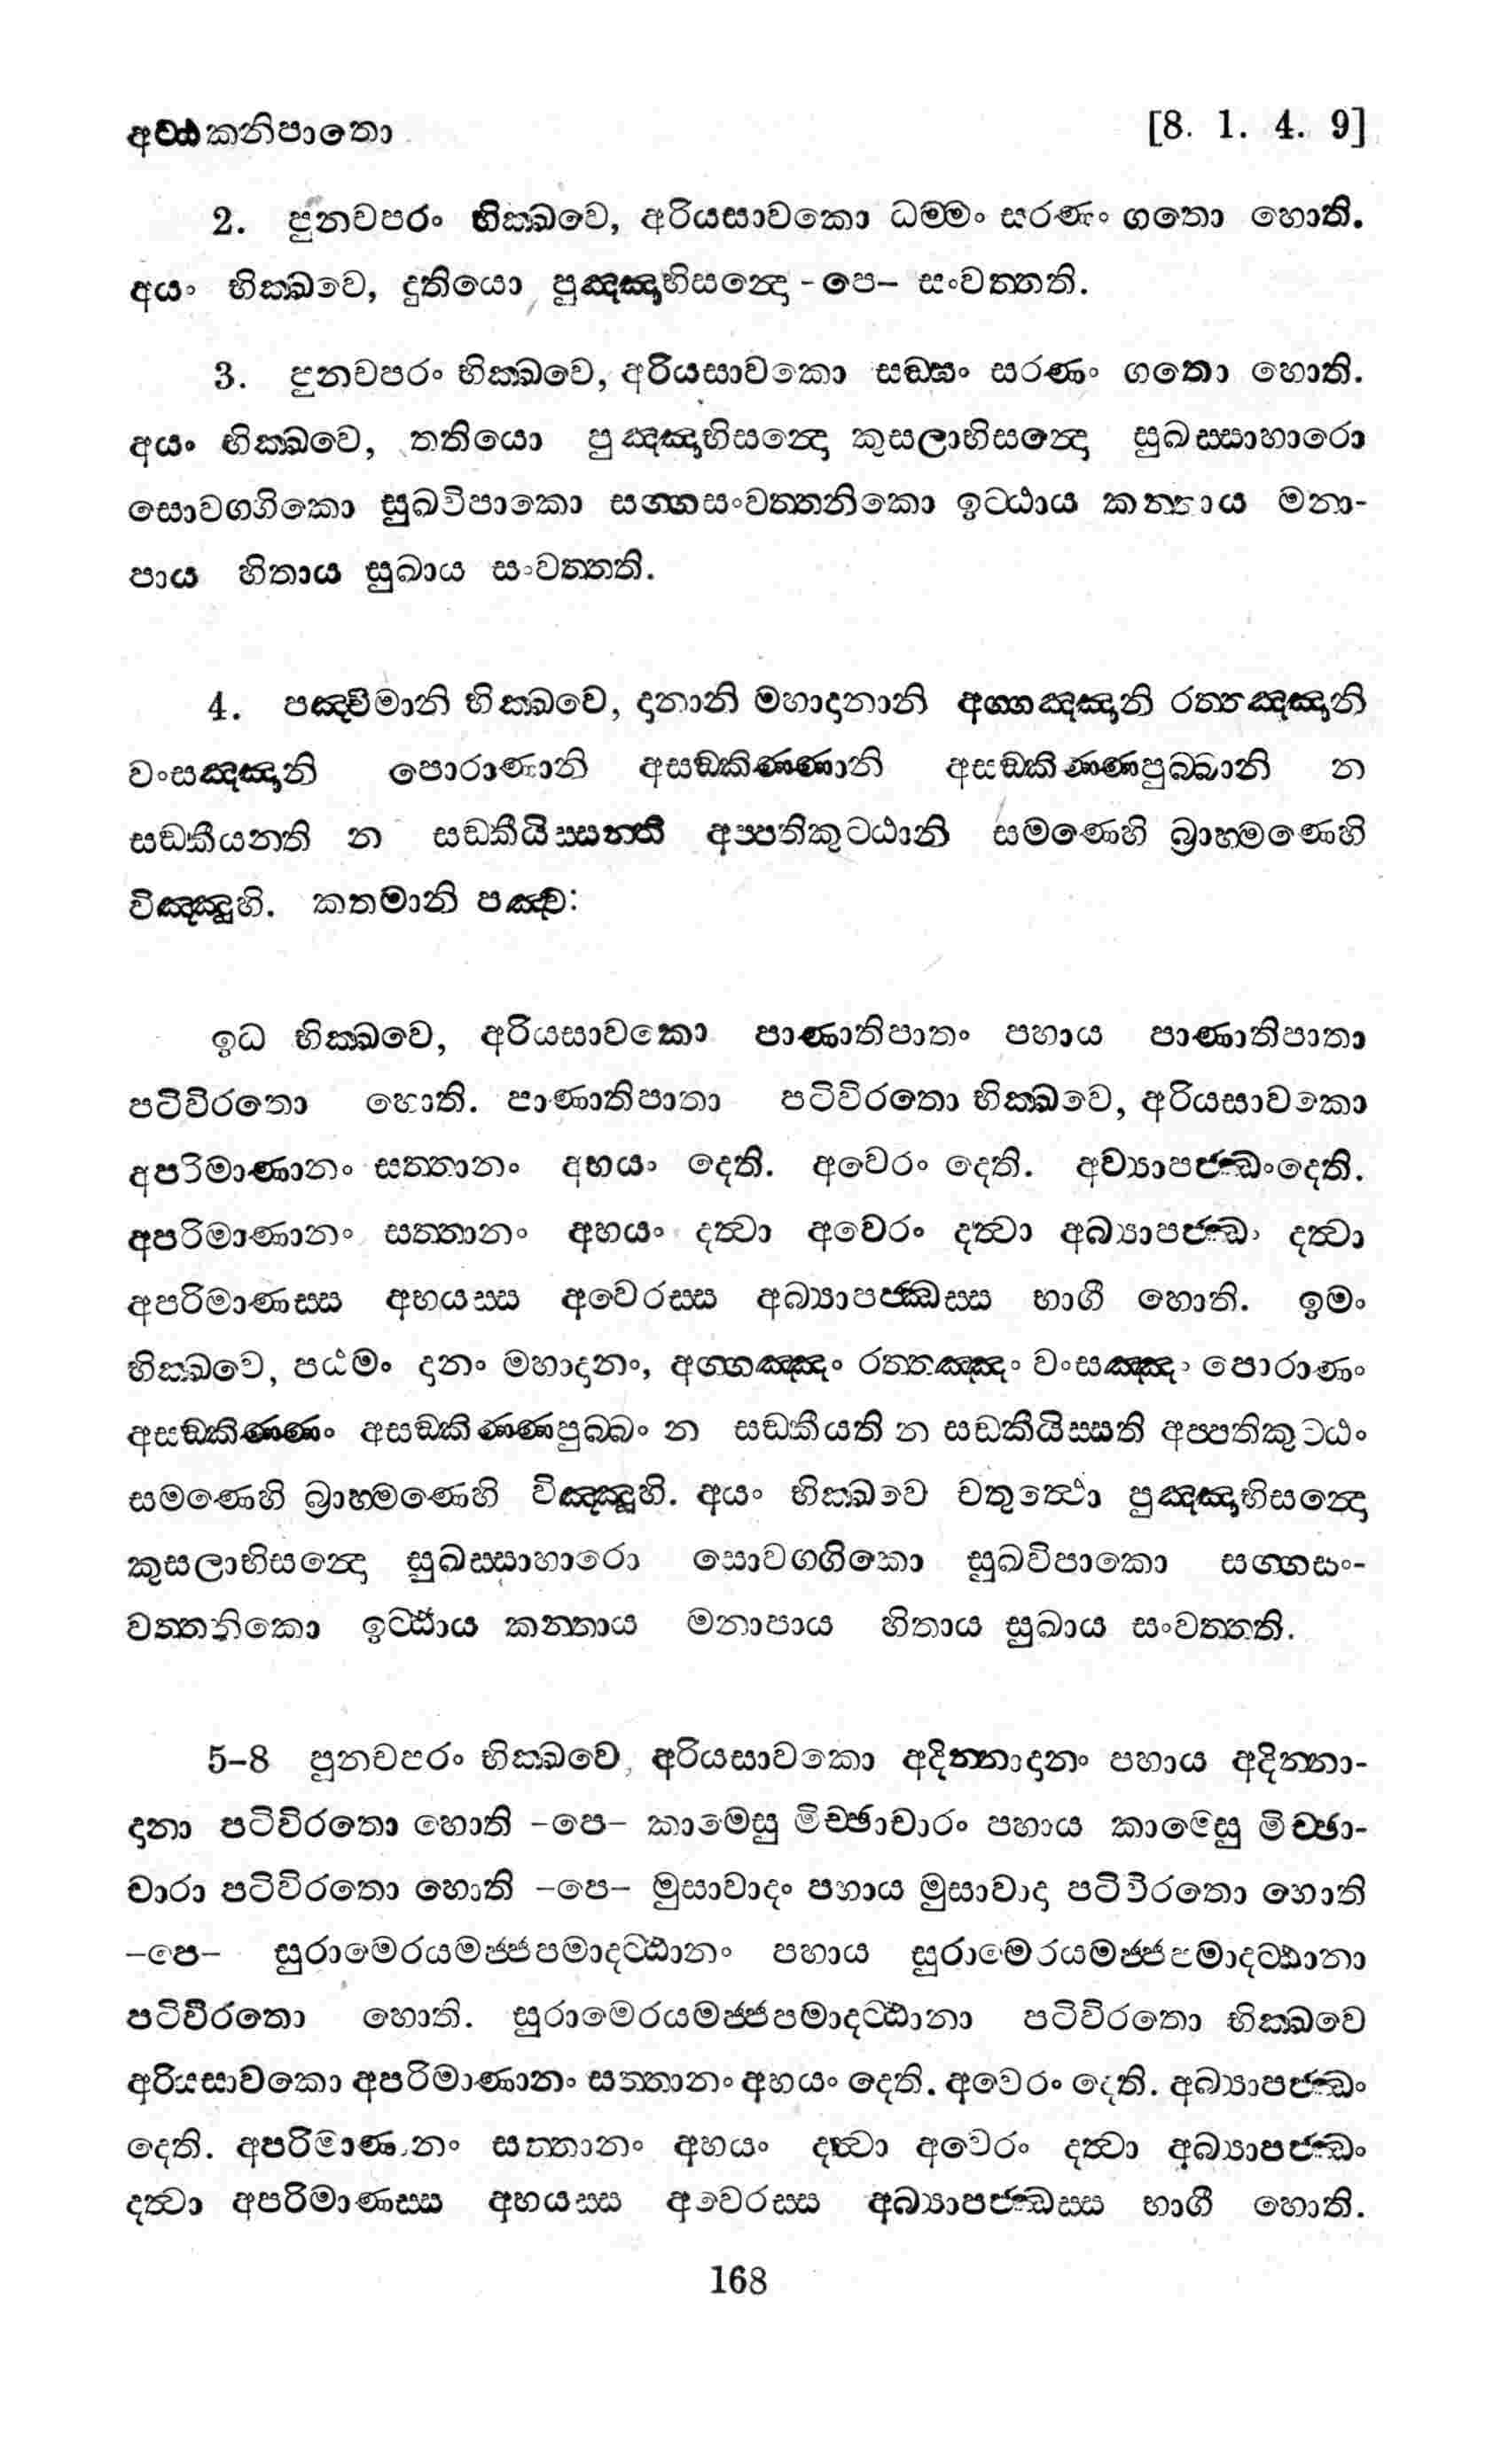 අට්ඨකනිපාතො [8. 1. 4. 9]
2. පුනචපරං භික්ඛවෙ, අරියසාවකො ධම්මං සරණං ගතො හොති.
අයං භික්ඛවෙ, දුතියො පුඤ්ඤාභිසන්දො -පෙ- සංවත්තති.
3. පුනචපරං භික්ඛවෙ, අරියසාවකො සඞ්ඝං සරණං ගතො හොති.
අයං භික්ඛවෙ, තතියො පුඤ්ඤාභිසන්දො කුසලාභිසන්දො සුඛස්සාහාරො
සොවග්ගිකො සුඛවිපාකො සග්ගසංවත්තනිකො ඉට්ඨාය කන්තාය මනා-
පාය හිතාය සුඛාය සංවත්තති.
4. පඤ්චිමානි භික්ඛවෙ, දානානි මහාදානානි අග්ගඤ්ඤානි රත්තඤ්ඤානි
වංසඤ්ඤානි පොරාණානි අසඞ්කිණ්ණානි අසඞ්කිණ්ණපුබ්බානි න
සඞ්කීයන්ති න සඞ්කීයිස්සන්ති අප්පතිකුට්ඨානි සමණෙහි බ්‍රාහ්මණෙහි
විඤ්ඤූහි. කතමානි පඤ්ච:
ඉධ භික්ඛවෙ, අරියසාවකො පාණාතිපාතං පහාය පාණාතිපාතා
පටිවිරතො හොති. පාණාතිපාතා පටිවිරතො භික්ඛවෙ, අරියසාවකො
අපරිමාණානං සත්තානං අභයං දෙති. අවෙරං දෙති. අව්‍යාපජ්ඣංදෙති.
අපරිමාණානං සත්තානං අභයං දත්වා අවෙරං දත්වා අබ්‍යාපජ්ඣං දත්වා
අපරිමාණස්ස අභයස්ස අවෙරස්ස අබ්‍යාපජ්ඣස්ස භාගී හොති. ඉමං
භික්ඛවෙ, පඨමං දානං මහාදානං, අග්ගඤ්ඤං රත්තඤ්ඤං වංසඤ්ඤං පොරාණං
අසඞ්කිණ්ණං අසඞ්කිණ්ණපුබ්බං න සඞ්කීයති න සඞ්කීයිස්සති අප්පතිකුට්ඨං
සමණෙහි බ්‍රාහ්මණෙහි විඤ්ඤූහි. අයං භික්ඛවෙ චතුත්ථො පුඤ්ඤාභිසන්දො
කුසලාභිසන්දො සුඛස්සාහාරො සොවග්ගිකො සුඛවිපාකො සග්ගසං-
වත්තනිකො ඉට්ඨාය කන්තාය මනාපාය හිතාය සුඛාය සංවත්තති.
5–8 පුනචපරං භික්ඛවෙ, අරියසාවකො අදින්නාදානං පහාය අදින්නා-
දානා පටිවිරතො හොති -පෙ- කාමෙසු මිච්ඡාචාරං පහාය කාමෙසු මිච්ඡා-
චාරා පටිවිරතො හොති -පෙ- මුසාවාදං පහාය මුසාවාදා පටිවිරතො හොති
-පෙ- සුරාමෙරයමජ්ජපමාදට්ඨානං පහාය සුරාමෙරයමජ්ජපමාදට්ඨානා
පටිවිරතො හොති. සුරාමෙරයමජ්ජපමාදට්ඨානා පටිවිරතො භික්ඛවෙ
අරියසාවකො අපරිමාණානං සත්තානං අභයං දෙති. අවෙරං දෙති. අබ්‍යාපජ්ඣං
දෙති. අපරිමාණානං සත්තානං අභයං දත්වා අවෙරං දත්වා අබ්‍යාපජ්ඣං
දත්වා අපරිමාණස්ස අභයස්ස අවෙරස්ස අබ්‍යාපජ්ඣස්ස භාගී හොති.
168